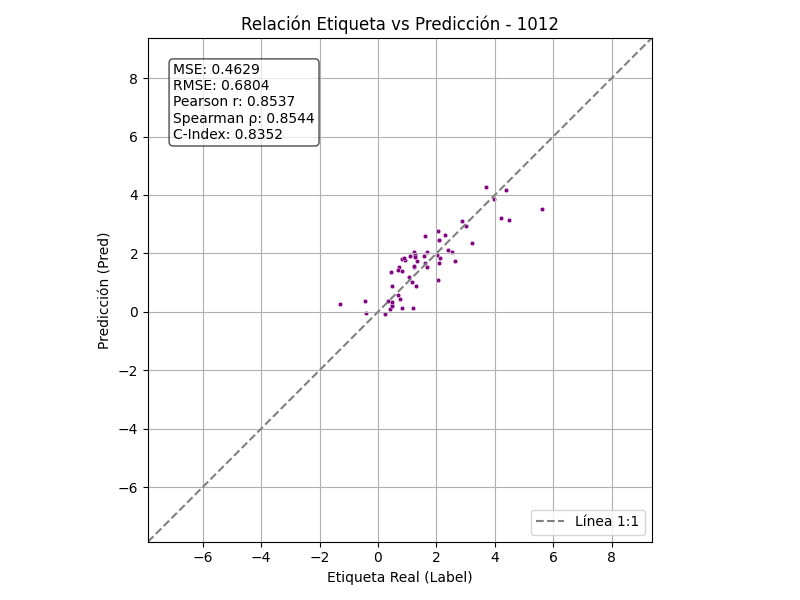 Relación Etiqueta vs Predicción - 1012
MSE: 0.4629
RMSE: 0.6804
Pearson r: 0.8537
Spearman ρ: 0.8544
C-Index: 0.8352
8
6
4
2
0
−2
−4
−6
Predicción (Pred)
Línea 1:1
−6 −4 −2 0 2 4 6 8
Etiqueta Real (Label)